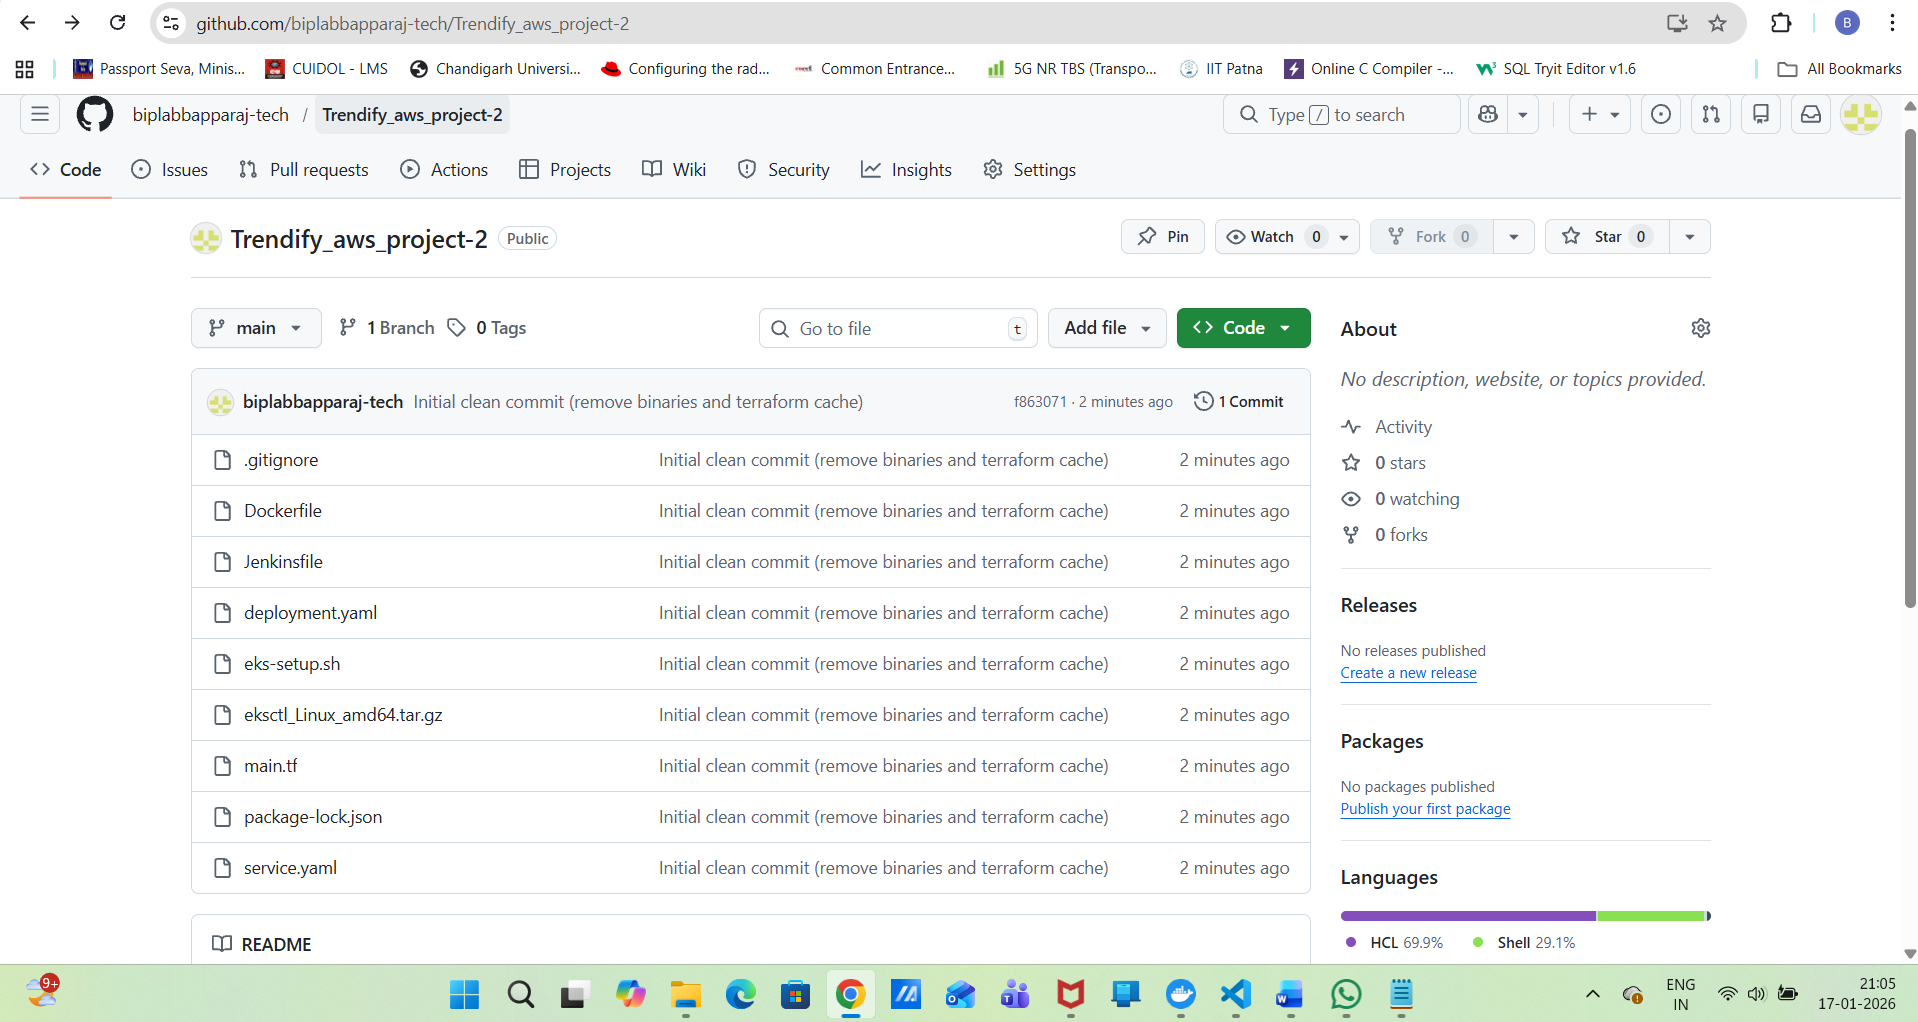 github.com/biplabbapparaj-tech/Trendify_aws_project-2
B
Passport Seva, Minis... CUIDOL - LMS Chandigarh Universi... Configuring the rad... Common Entrance... 5G NR TBS (Transpo... IIT Patna Online C Compiler -... SQL Tryit Editor v1.6 All Bookmarks
biplabbapparaj-tech / Trendify_aws_project-2 Type / to search
Code Issues Pull requests Actions Projects Wiki Security Insights Settings
Trendify_aws_project-2 Public Pin Watch 0 Fork 0 Star 0
main 1 Branch 0 Tags Go to file t Add file Code
biplabbapparaj-tech Initial clean commit (remove binaries and terraform cache) f863071 · 2 minutes ago 1 Commit
.gitignore Initial clean commit (remove binaries and terraform cache) 2 minutes ago
Dockerfile Initial clean commit (remove binaries and terraform cache) 2 minutes ago
Jenkinsfile Initial clean commit (remove binaries and terraform cache) 2 minutes ago
deployment.yaml Initial clean commit (remove binaries and terraform cache) 2 minutes ago
eks-setup.sh Initial clean commit (remove binaries and terraform cache) 2 minutes ago
eksctl_Linux_amd64.tar.gz Initial clean commit (remove binaries and terraform cache) 2 minutes ago
main.tf Initial clean commit (remove binaries and terraform cache) 2 minutes ago
package-lock.json Initial clean commit (remove binaries and terraform cache) 2 minutes ago
service.yaml Initial clean commit (remove binaries and terraform cache) 2 minutes ago
README
About
No description, website, or topics provided.
Activity
0 stars
0 watching
0 forks
Releases
No releases published
Create a new release
Packages
No packages published
Publish your first package
Languages
HCL 69.9% Shell 29.1%
9+
ENG
IN
21:05
17-01-2026